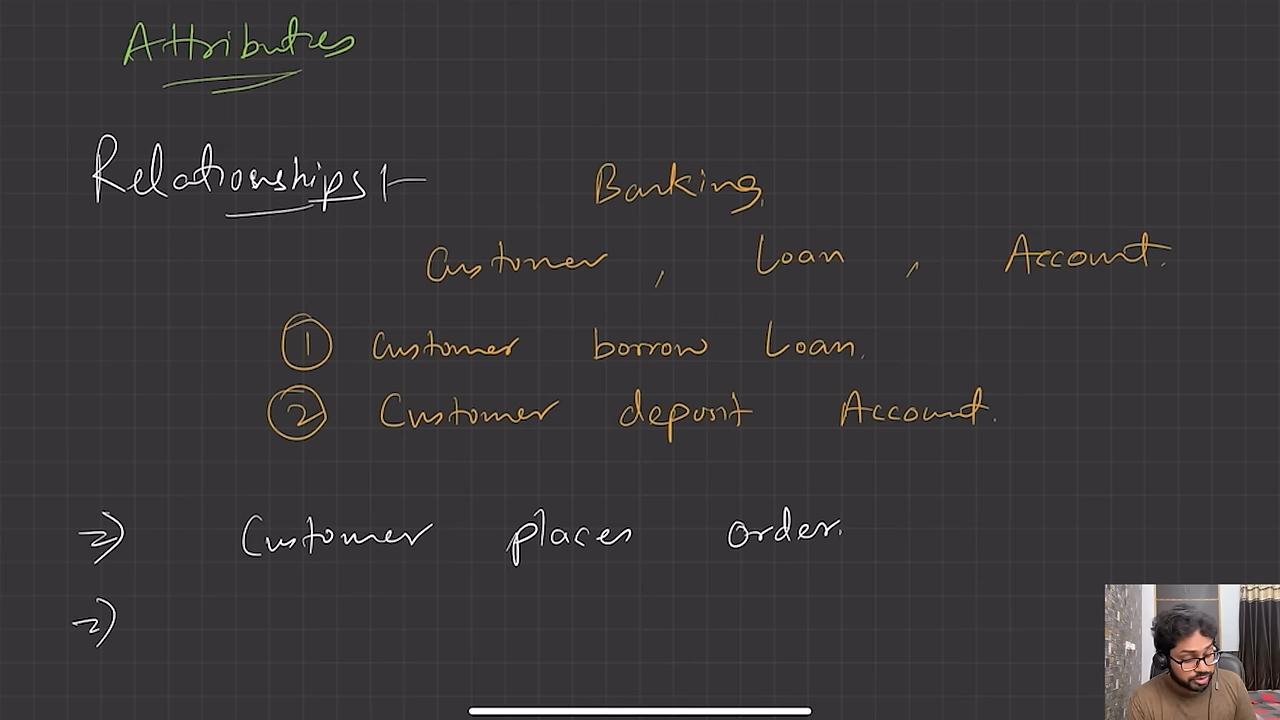 Attributes
Relationships :-
Banking,
Customer , Loan , Account.
① Customer borrow Loan.
② Customer deposit Account.
=> Customer places order.
=>